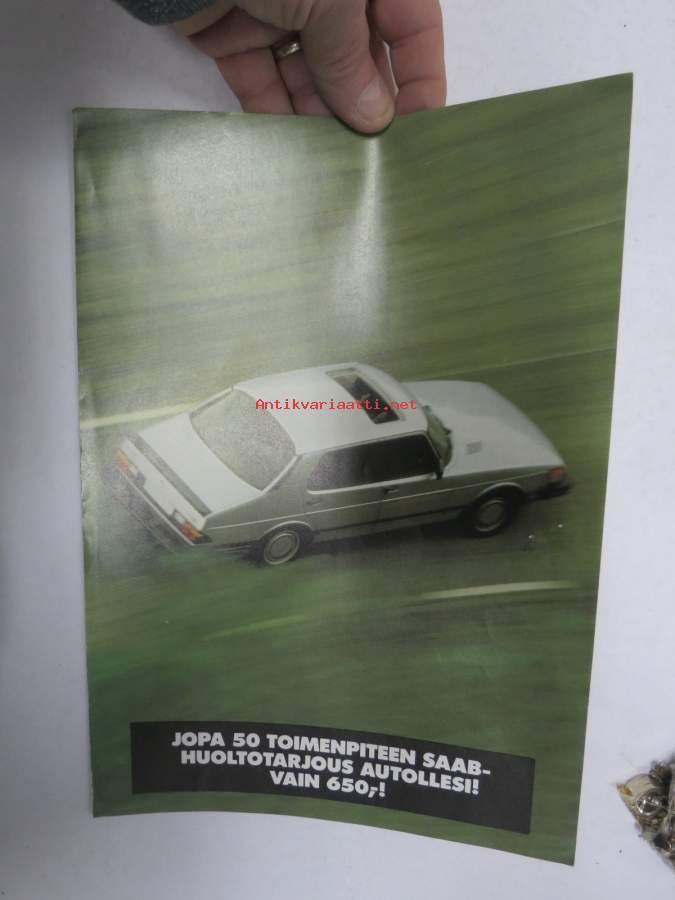 Antikvariaatti.net
JOPA 50 TOIMENPITEEN SAAB-
HUOLTOTARJOUS AUTOLLESI!
VAIN 650,-!